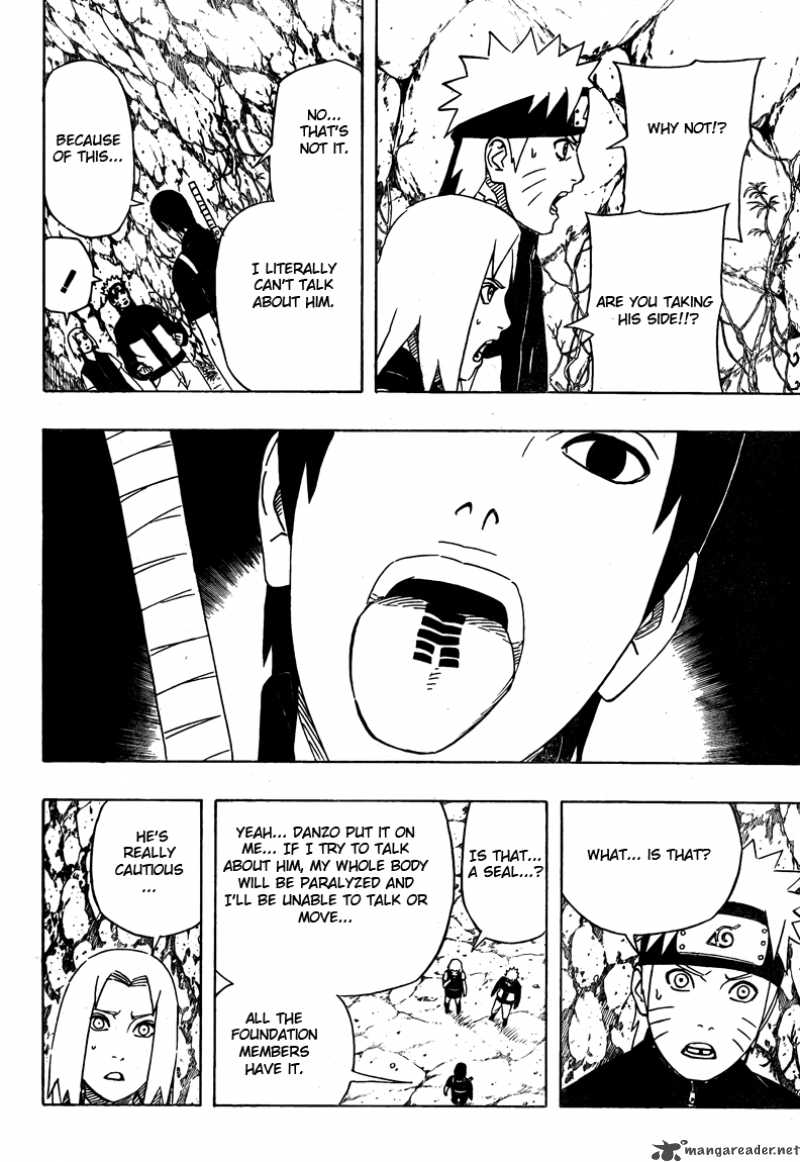 WHY NOT!?
ARE YOU TAKING
HIS SIDE!!?
NO...
THAT'S
NOT IT.
I LITERALLY
CAN'T TALK
ABOUT HIM.
BECAUSE
OF THIS...
!
WHAT... IS THAT?
IS THAT...
A SEAL...?
YEAH... DANZO PUT IT ON
ME... IF I TRY TO TALK
ABOUT HIM, MY WHOLE BODY
WILL BE PARALYZED AND
I'LL BE UNABLE TO TALK OR
MOVE...
ALL THE
FOUNDATION
MEMBERS
HAVE IT.
HE'S
REALLY
CAUTIOUS
...
mangareader.net